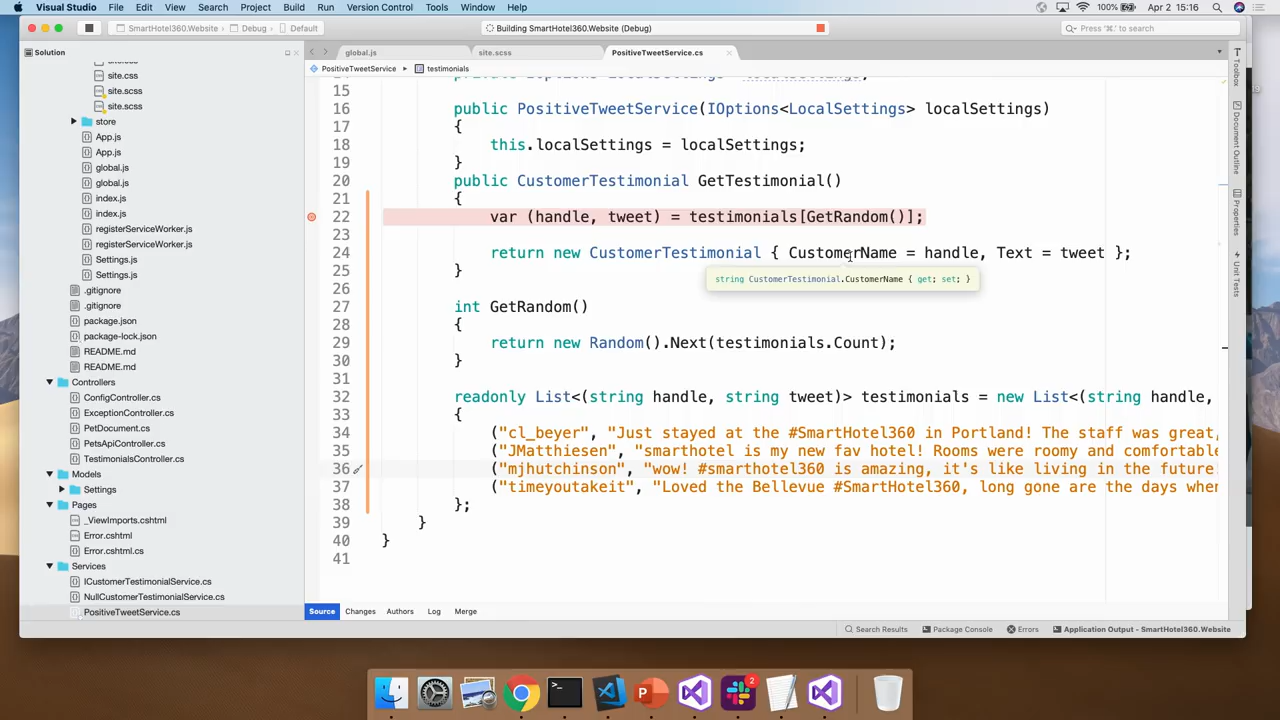 Visual Studio File Edit View Search Project Build Run Version Control Tools Window Help 100% Apr 2 15:16
SmartHotel360.Website Debug Default Building SmartHotel360.Website (Debug) Press '⌘.' to search
Solution
global.js site.scss PositiveTweetService.cs
PositiveTweetService testimonials
site.css
site.scss
site.scss
store
App.js
App.js
global.js
global.js
index.js
index.js
registerServiceWorker.js
registerServiceWorker.js
Settings.js
Settings.js
.gitignore
.gitignore
package.json
package-lock.json
README.md
README.md
Controllers
ConfigController.cs
ExceptionController.cs
PetDocument.cs
PetsApiController.cs
TestimonialsController.cs
Models
Settings
Pages
_ViewImports.cshtml
Error.cshtml
Error.cshtml.cs
Services
ICustomerTestimonialService.cs
NullCustomerTestimonialService.cs
PositiveTweetService.cs
15
16 public PositiveTweetService(IOptions<LocalSettings> localSettings)
17 {
18 this.localSettings = localSettings;
19 }
20 public CustomerTestimonial GetTestimonial()
21 {
22 var (handle, tweet) = testimonials[GetRandom()];
23
24 return new CustomerTestimonial { CustomerName = handle, Text = tweet };
25 }
string CustomerTestimonial.CustomerName { get; set; }
26
27 int GetRandom()
28 {
29 return new Random().Next(testimonials.Count);
30 }
31
32 readonly List<(string handle, string tweet)> testimonials = new List<(string handle,
33 {
34 ("cl_beyer", "Just stayed at the #SmartHotel360 in Portland! The staff was great,
35 ("JMatthiesen", "smarthotel is my new fav hotel! Rooms were roomy and comfortable
36 ("mjhutchinson", "wow! #smarthotel360 is amazing, it's like living in the future
37 ("timeyoutakeit", "Loved the Bellevue #SmartHotel360, long gone are the days when
38 };
39 }
40 }
41
Toolbox
Document Outline
Properties
Unit Tests
Source Changes Authors Log Merge
Search Results Package Console Errors Application Output - SmartHotel360.Website
2